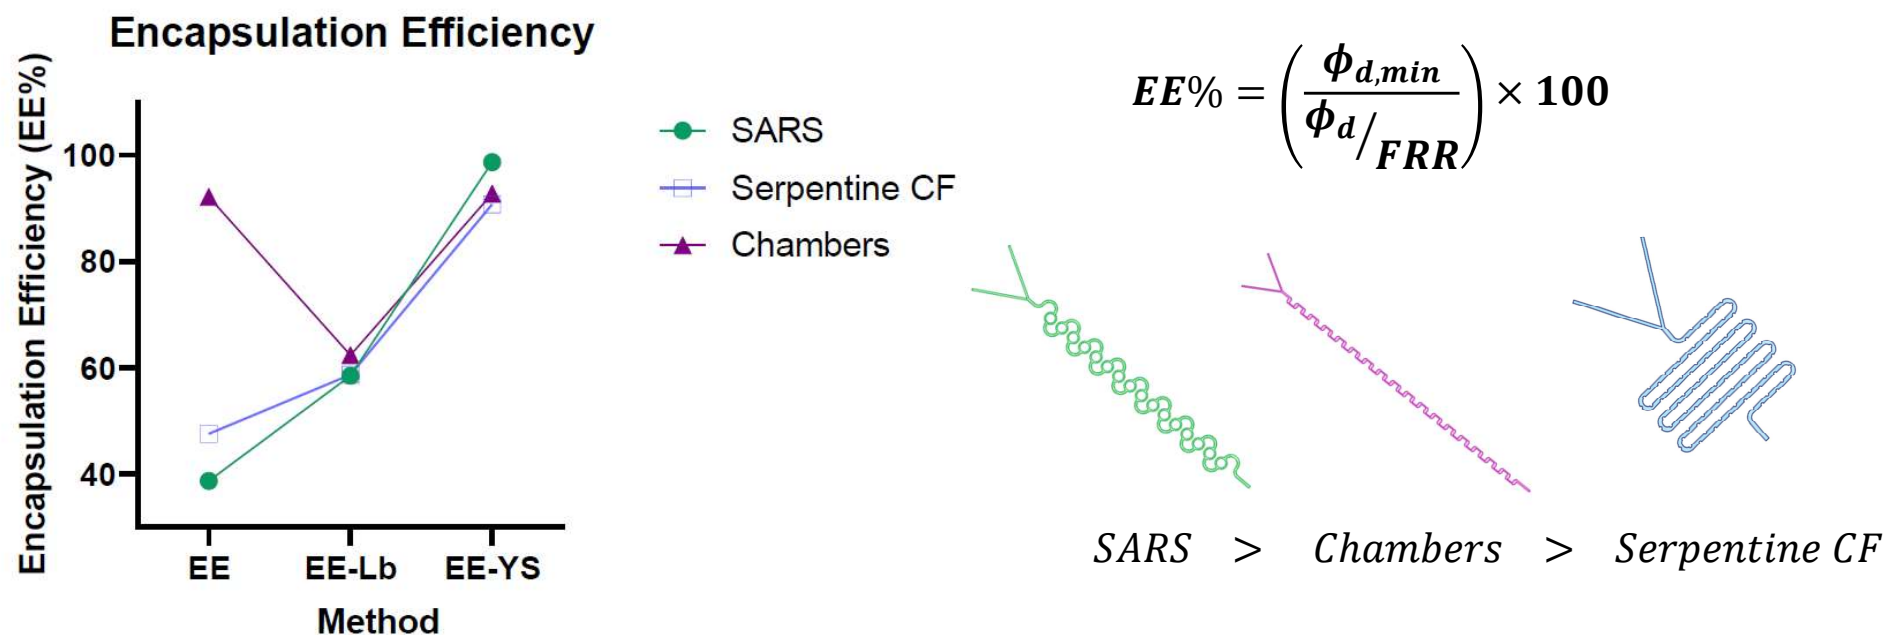 Encapsulation Efficiency
Encapsulation Efficiency (EE%)
100
80
60
40
EE EE-Lb EE-YS
Method
SARS
Serpentine CF
Chambers
EE% = (ϕd,min / (ϕd/FRR)) × 100
SARS > Chambers > Serpentine CF